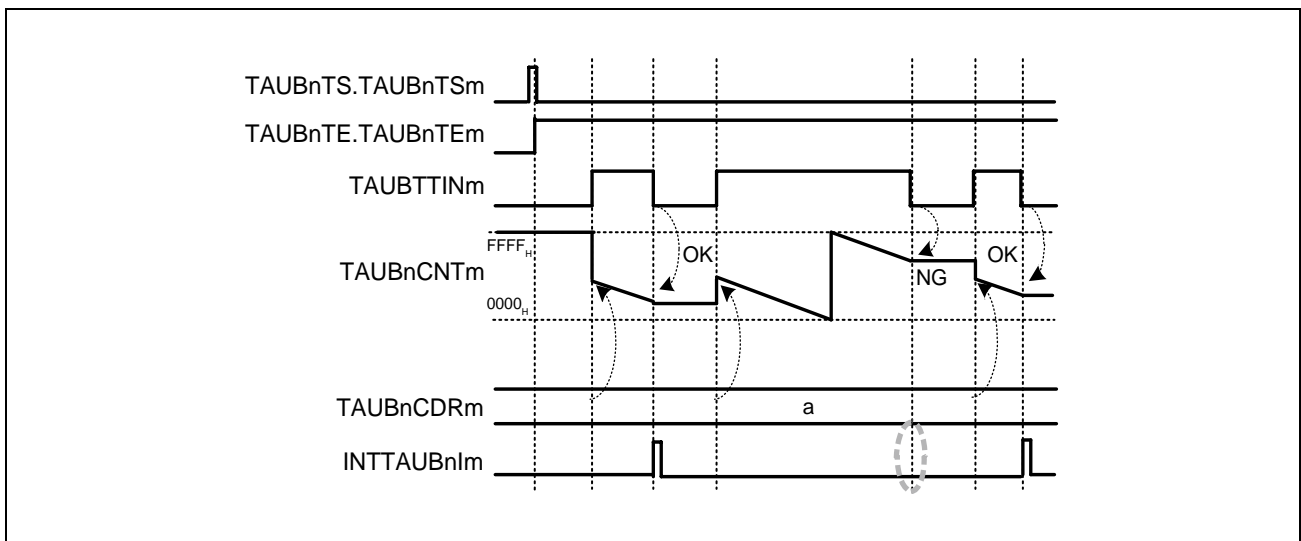 TAUBnTS.TAUBnTSm
TAUBnTE.TAUBnTEm
TAUBTTINm
FFFFH
OK
OK
TAUBnCNTm
NG
0000H
TAUBnCDRm
a
INTTAUBnIm